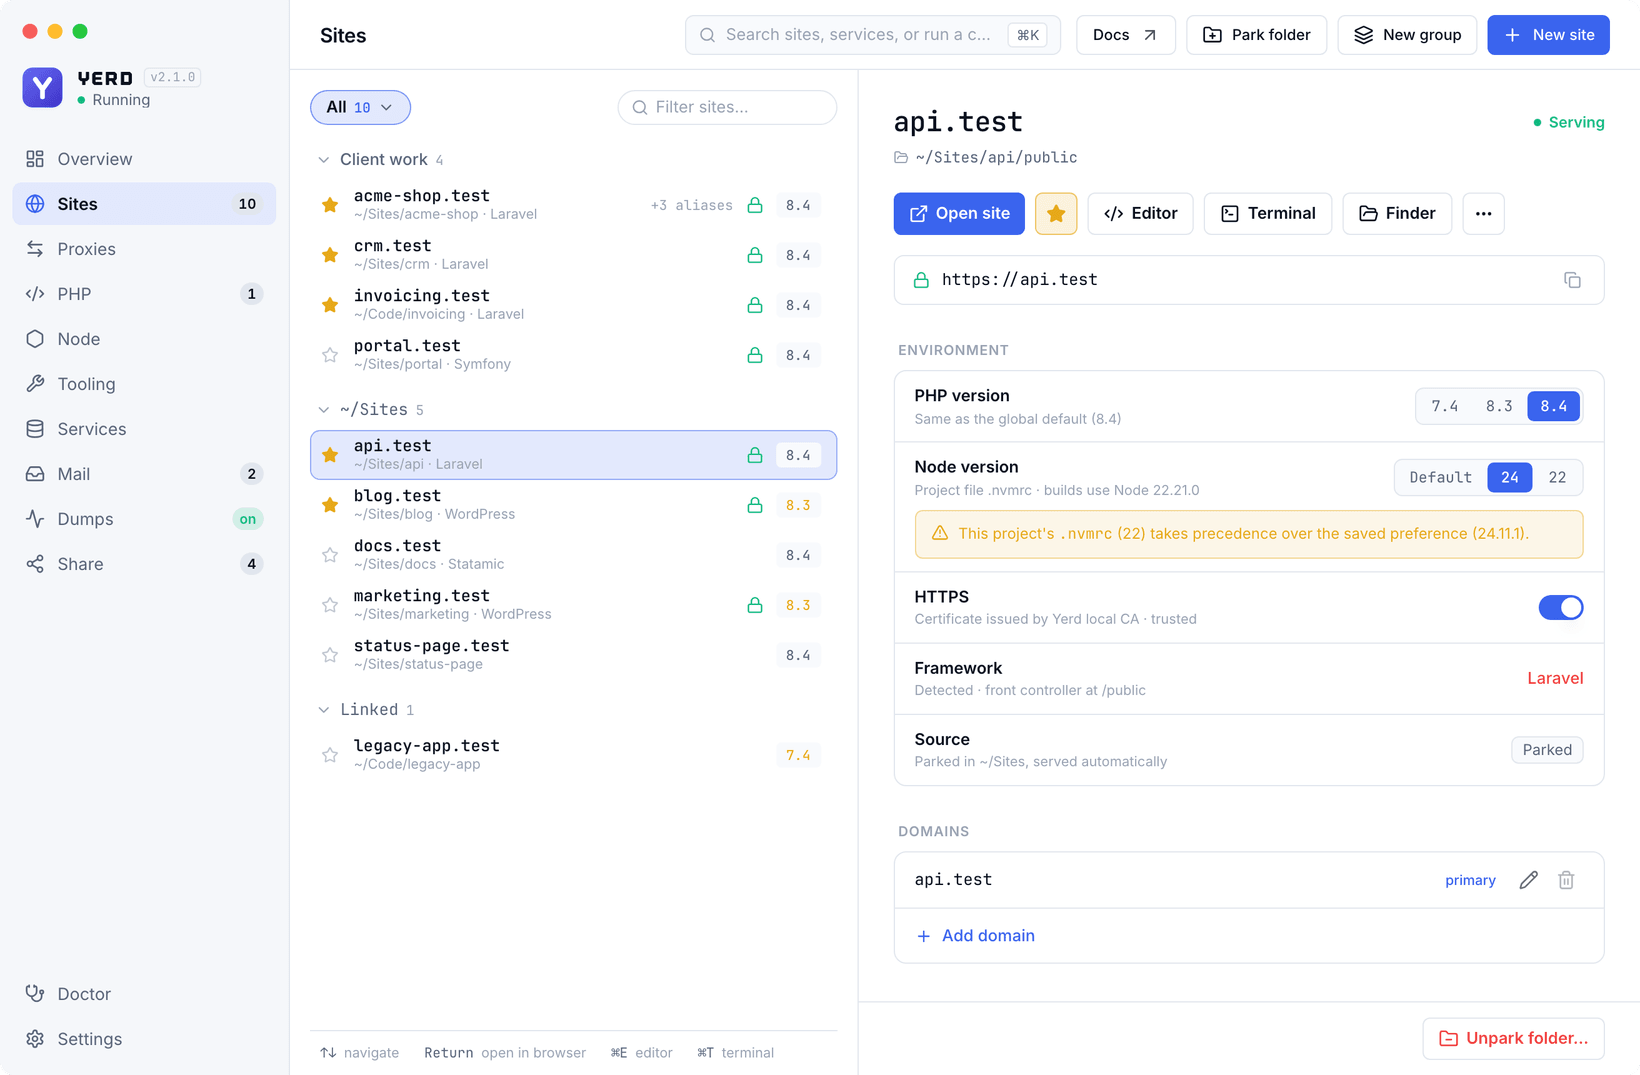 YERD v2.1.0
Running
Overview
Sites 10
Proxies
PHP 1
Node
Tooling
Services
Mail 2
Dumps on
Share 4
Doctor
Settings
Sites
Search sites, services, or run a c... ⌘K
Docs
Park folder
New group
New site
All 10
Filter sites...
Client work 4
acme-shop.test
~/Sites/acme-shop · Laravel
+3 aliases 8.4
crm.test
~/Sites/crm · Laravel
8.4
invoicing.test
~/Code/invoicing · Laravel
8.4
portal.test
~/Sites/portal · Symfony
8.4
~/Sites 5
api.test
~/Sites/api · Laravel
8.4
blog.test
~/Sites/blog · WordPress
8.3
docs.test
~/Sites/docs · Statamic
8.4
marketing.test
~/Sites/marketing · WordPress
8.3
status-page.test
~/Sites/status-page
8.4
Linked 1
legacy-app.test
~/Code/legacy-app
7.4
↑↓ navigate Return open in browser ⌘E editor ⌘T terminal
api.test
Serving
~/Sites/api/public
Open site
Editor
Terminal
Finder
https://api.test
ENVIRONMENT
PHP version
Same as the global default (8.4)
7.4 8.3 8.4
Node version
Project file .nvmrc · builds use Node 22.21.0
Default 24 22
This project's .nvmrc (22) takes precedence over the saved preference (24.11.1).
HTTPS
Certificate issued by Yerd local CA · trusted
Framework
Detected · front controller at /public
Laravel
Source
Parked in ~/Sites, served automatically
Parked
DOMAINS
api.test
primary
Add domain
Unpark folder...